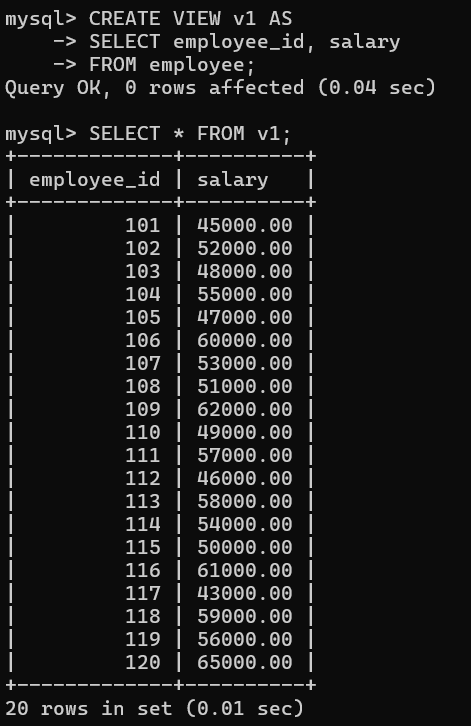 mysql> CREATE VIEW v1 AS
    -> SELECT employee_id, salary
    -> FROM employee;
Query OK, 0 rows affected (0.04 sec)

mysql> SELECT * FROM v1;
+-------------+----------+
| employee_id | salary   |
+-------------+----------+
|         101 | 45000.00 |
|         102 | 52000.00 |
|         103 | 48000.00 |
|         104 | 55000.00 |
|         105 | 47000.00 |
|         106 | 60000.00 |
|         107 | 53000.00 |
|         108 | 51000.00 |
|         109 | 62000.00 |
|         110 | 49000.00 |
|         111 | 57000.00 |
|         112 | 46000.00 |
|         113 | 58000.00 |
|         114 | 54000.00 |
|         115 | 50000.00 |
|         116 | 61000.00 |
|         117 | 43000.00 |
|         118 | 59000.00 |
|         119 | 56000.00 |
|         120 | 65000.00 |
+-------------+----------+
20 rows in set (0.01 sec)